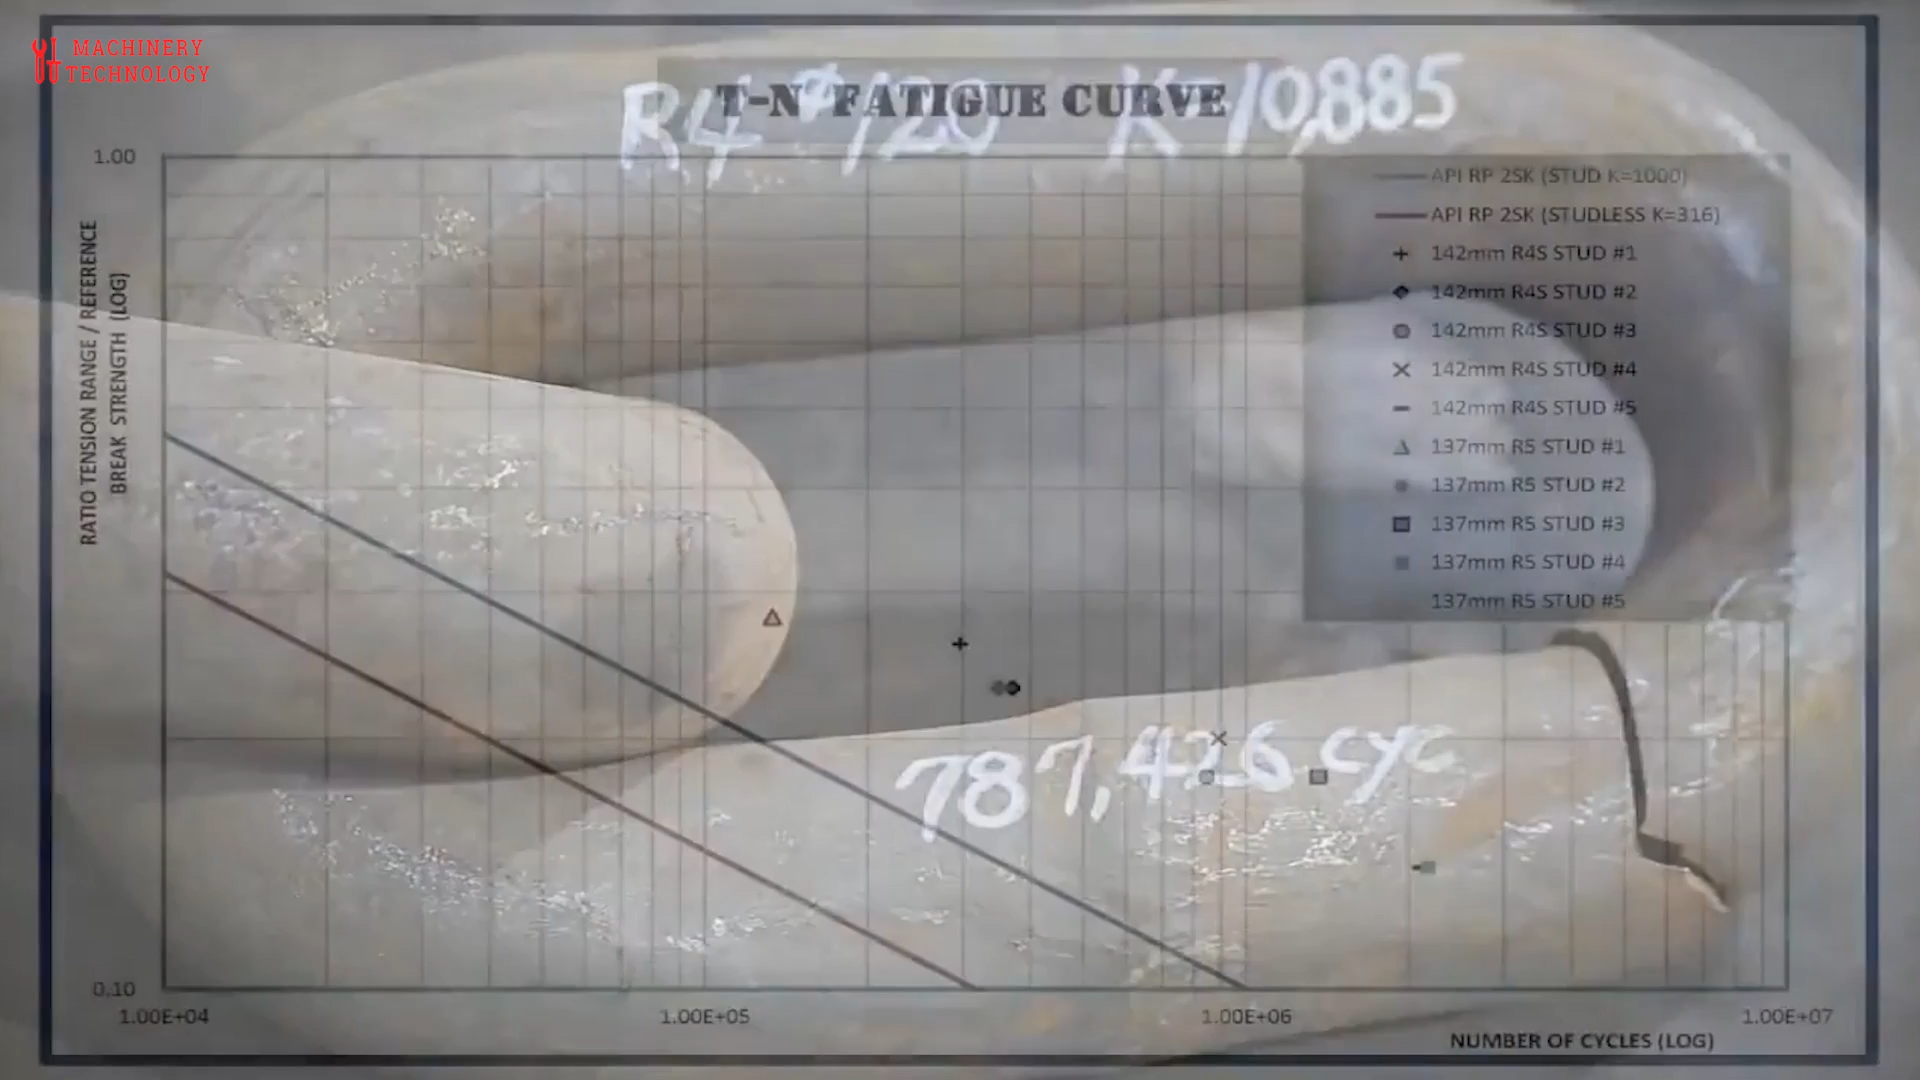 MACHINERY
TECHNOLOGY
T-N FATIGUE CURVE
R4 120 K 10,885
1.00
RATIO TENSION RANGE / REFERENCE
BREAK STRENGTH (LOG)
API RP 2SK (STUD K=1000)
API RP 2SK (STUDLESS K=316)
142mm R4S STUD #1
142mm R4S STUD #2
142mm R4S STUD #3
142mm R4S STUD #4
142mm R4S STUD #5
137mm R5 STUD #1
137mm R5 STUD #2
137mm R5 STUD #3
137mm R5 STUD #4
137mm R5 STUD #5
787,426 cyc
0.10
1.00E+04
1.00E+05
1.00E+06
1.00E+07
NUMBER OF CYCLES (LOG)